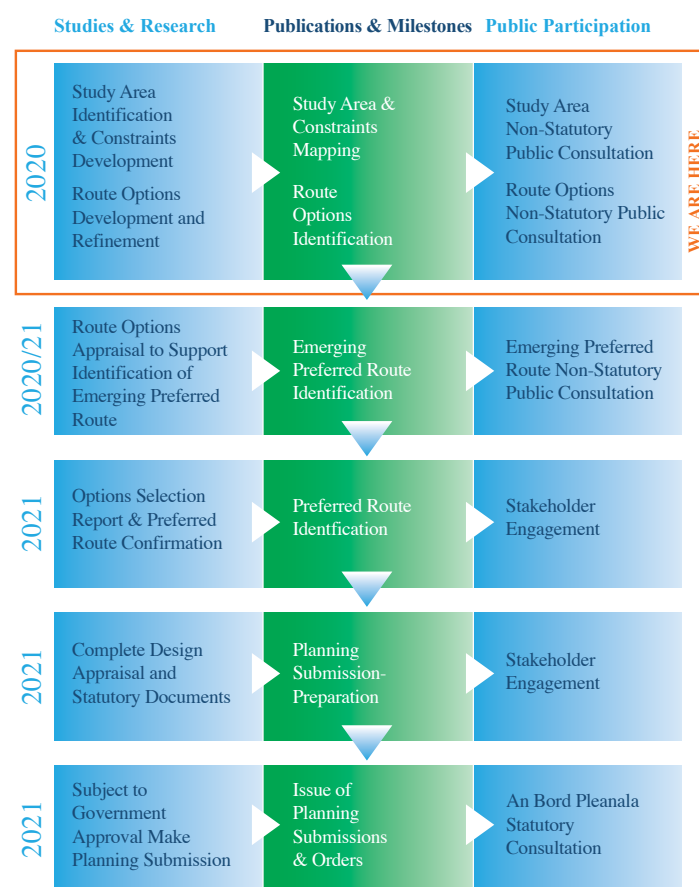 Studies & Research
Publications & Milestones
Public Participation
2020
Study Area
Identification
& Constraints
Development
Route Options
Development and
Refinement
Study Area &
Constraints
Mapping
Route
Options
Identification
Study Area
Non-Statutory
Public Consultation
Route Options
Non-Statutory Public
Consultation
WE ARE HERE
2020/21
Route Options
Appraisal to Support
Identification of
Emerging Preferred
Route
Emerging
Preferred Route
Identification
Emerging Preferred
Route Non-Statutory
Public Consultation
2021
Options Selection
Report & Preferred
Route Confirmation
Preferred Route
Identfication
Stakeholder
Engagement
2021
Complete Design
Appraisal and
Statutory Documents
Planning
Submission-
Preparation
Stakeholder
Engagement
2021
Subject to
Government
Approval Make
Planning Submission
Issue of
Planning
Submissions
& Orders
An Bord Pleanala
Statutory
Consultation